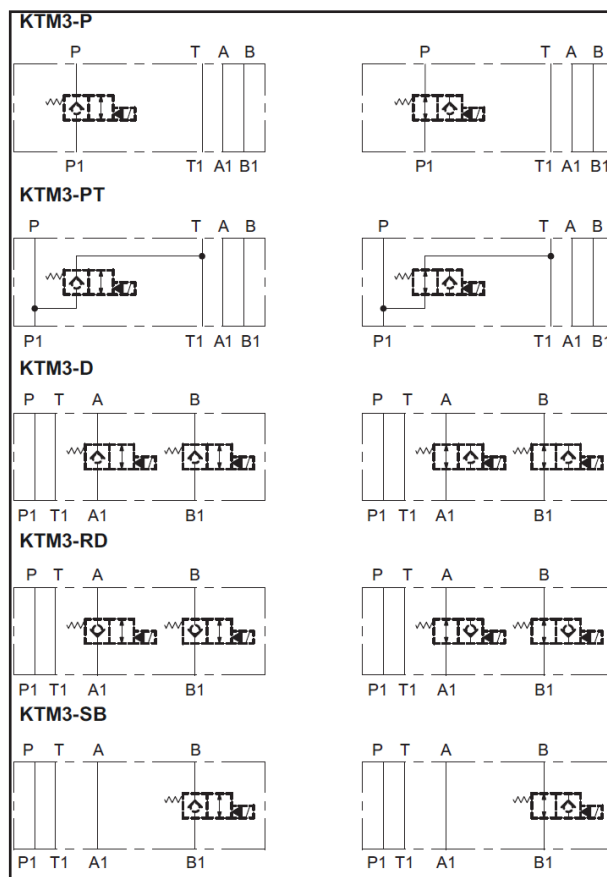 KTM3-P
P T A B P T A B
P1 T1 A1 B1 P1 T1 A1 B1
KTM3-PT
P T A B P T A B
P1 T1 A1 B1 P1 T1 A1 B1
KTM3-D
P T A B P T A B
P1 T1 A1 B1 P1 T1 A1 B1
KTM3-RD
P T A B P T A B
P1 T1 A1 B1 P1 T1 A1 B1
KTM3-SB
P T A B P T A B
P1 T1 A1 B1 P1 T1 A1 B1